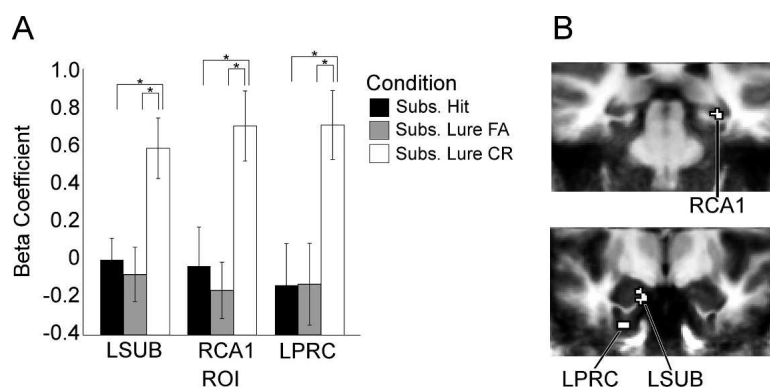 A
B
Beta Coefficient
1.0
0.8
0.6
0.4
0.2
0
-0.2
-0.4
* * * * * *
LSUB RCA1 LPRC
ROI
Condition
Subs. Hit
Subs. Lure FA
Subs. Lure CR
RCA1
LPRC LSUB